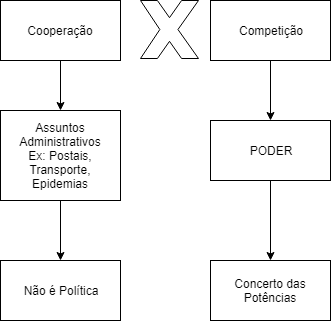 Cooperação
X
Competição
Assuntos
Administrativos
Ex: Postais,
Transporte,
Epidemias
PODER
Não é Política
Concerto das
Potências